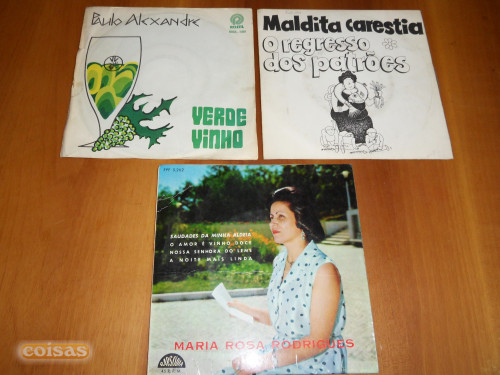 Paulo Alexandre
VERDE
VINHO
Maldita carestia
O regresso
dos patrões
SAUDADES DA MINHA ALDEIA
O AMOR É VINHO DOCE
NOSSA SENHORA DO LEME
A NOITE MAIS LINDA
MARIA ROSA RODRIGUES
coisas